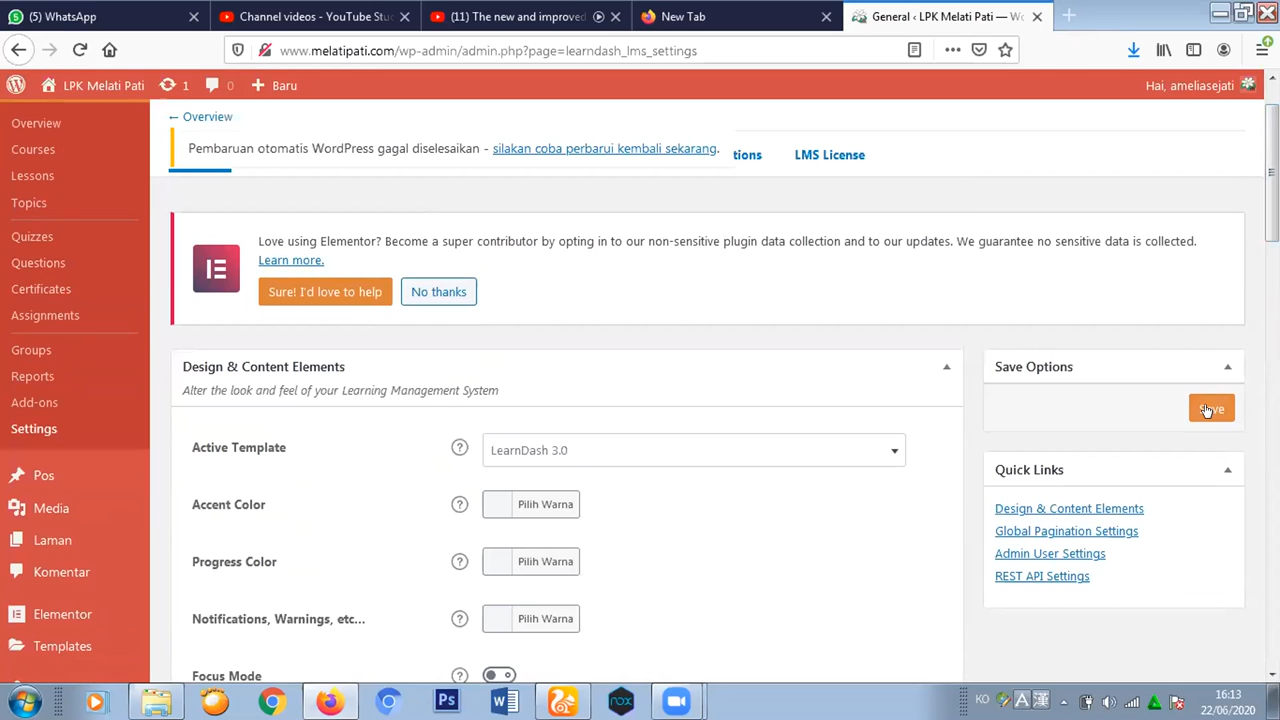 (5) WhatsApp
Channel videos - YouTube Stu
(11) The new and improved
New Tab
General ‹ LPK Melati Pati — Wo
www.melatipati.com/wp-admin/admin.php?page=learndash_lms_settings
LPK Melati Pati
1
0
Baru
Hai, ameliasejati
Overview
Courses
Lessons
Topics
Quizzes
Questions
Certificates
Assignments
Groups
Reports
Add-ons
Settings
Pos
Media
Laman
Komentar
Elementor
Templates
← Overview
Pembaruan otomatis WordPress gagal diselesaikan - silakan coba perbarui kembali sekarang.
tions
LMS License
Love using Elementor? Become a super contributor by opting in to our non-sensitive plugin data collection and to our updates. We guarantee no sensitive data is collected.
Learn more.
Sure! I'd love to help
No thanks
Design & Content Elements
Alter the look and feel of your Learning Management System
Active Template
LearnDash 3.0
Accent Color
Pilih Warna
Progress Color
Pilih Warna
Notifications, Warnings, etc...
Pilih Warna
Focus Mode
Save Options
Save
Quick Links
Design & Content Elements
Global Pagination Settings
Admin User Settings
REST API Settings
Ps
nox
KO
A
漢
16:13
22/06/2020